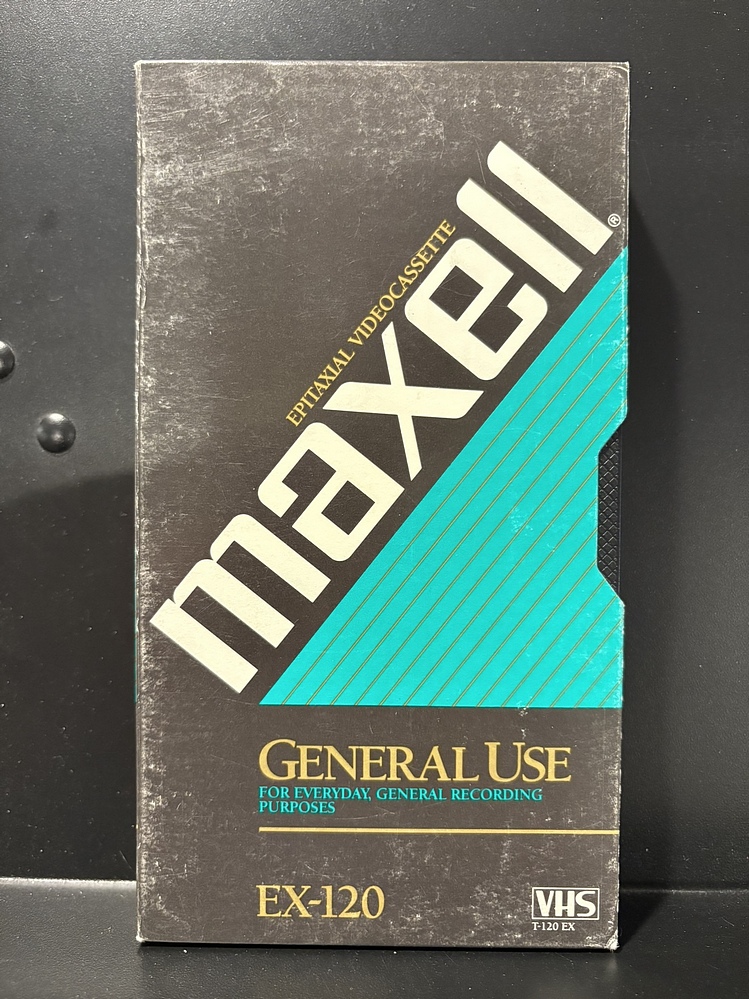 EPITAXIAL VIDEOCASSETTE
maxell®
GENERAL USE
FOR EVERYDAY, GENERAL RECORDING
PURPOSES
EX-120
VHS
T-120 EX